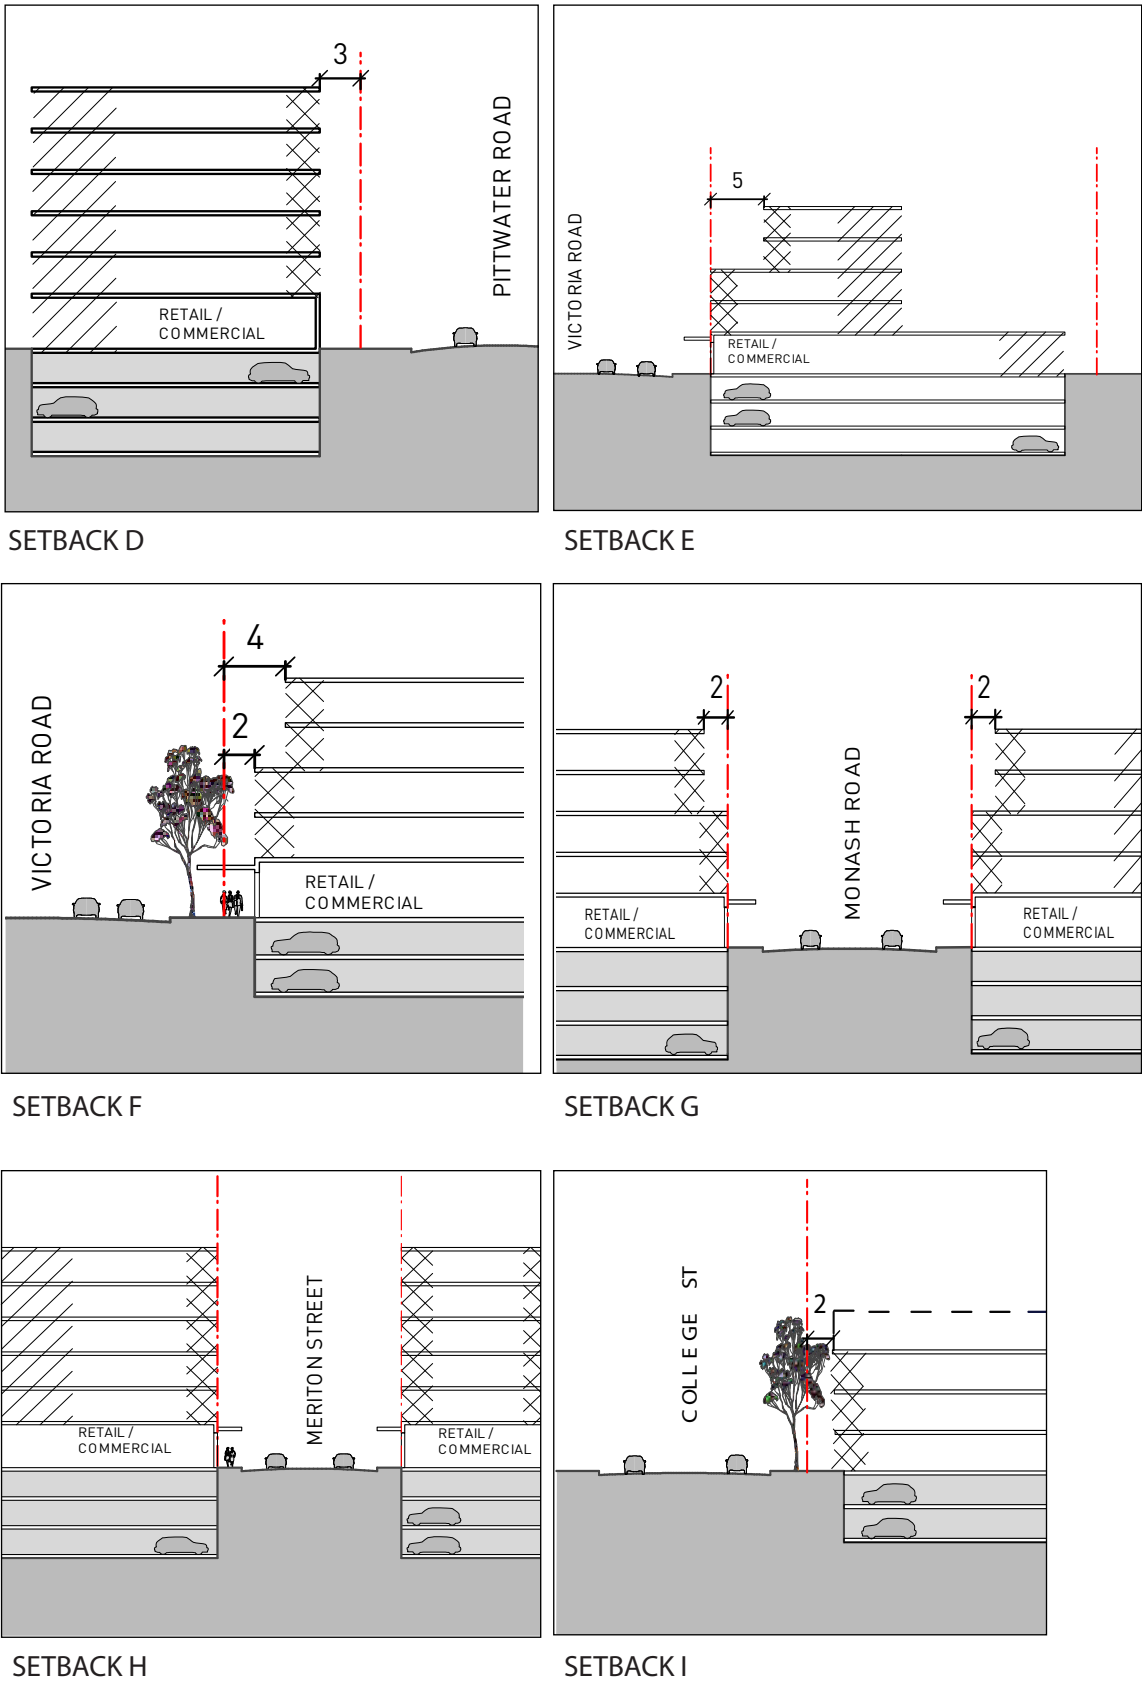 3
PITTWATER ROAD
RETAIL /
COMMERCIAL
SETBACK D
5
VICTORIA ROAD
RETAIL /
COMMERCIAL
SETBACK E
4
2
VICTORIA ROAD
RETAIL /
COMMERCIAL
SETBACK F
2
2
MONASH ROAD
RETAIL /
COMMERCIAL
RETAIL /
COMMERCIAL
SETBACK G
MERITON STREET
RETAIL /
COMMERCIAL
RETAIL /
COMMERCIAL
SETBACK H
COLLEGE ST
2
SETBACK I